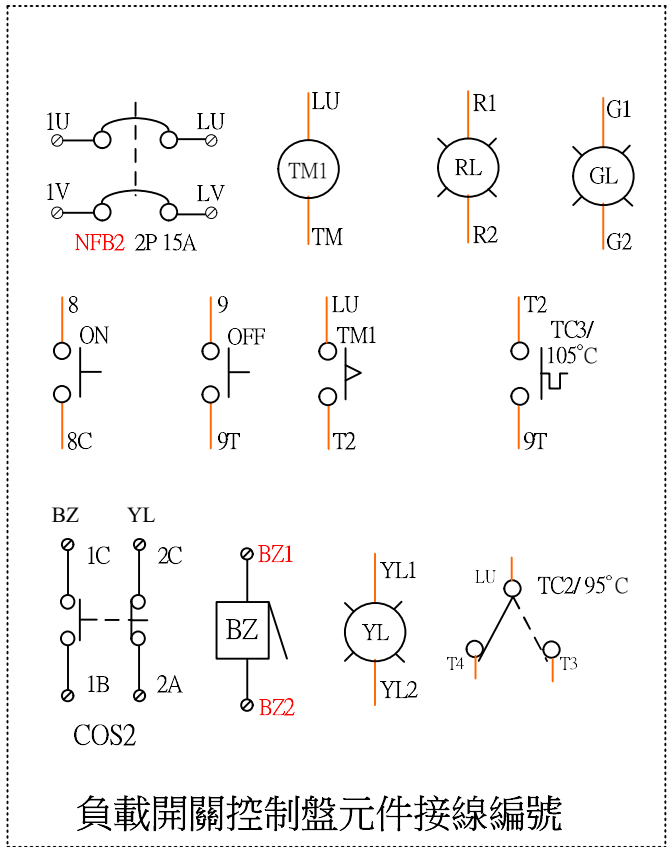 1U LU
1V LV
NFB2 2P 15A
LU
TM1
TM
R1
RL
R2
G1
GL
G2
8
ON
8C
9
OFF
9T
LU
TM1
T2
T2
TC3/
105°C
9T
BZ YL
1C 2C
1B 2A
COS2
BZ1
BZ
BZ2
YL1
YL
YL2
LU TC2/95°C
T4 T3
負載開關控制盤元件接線編號